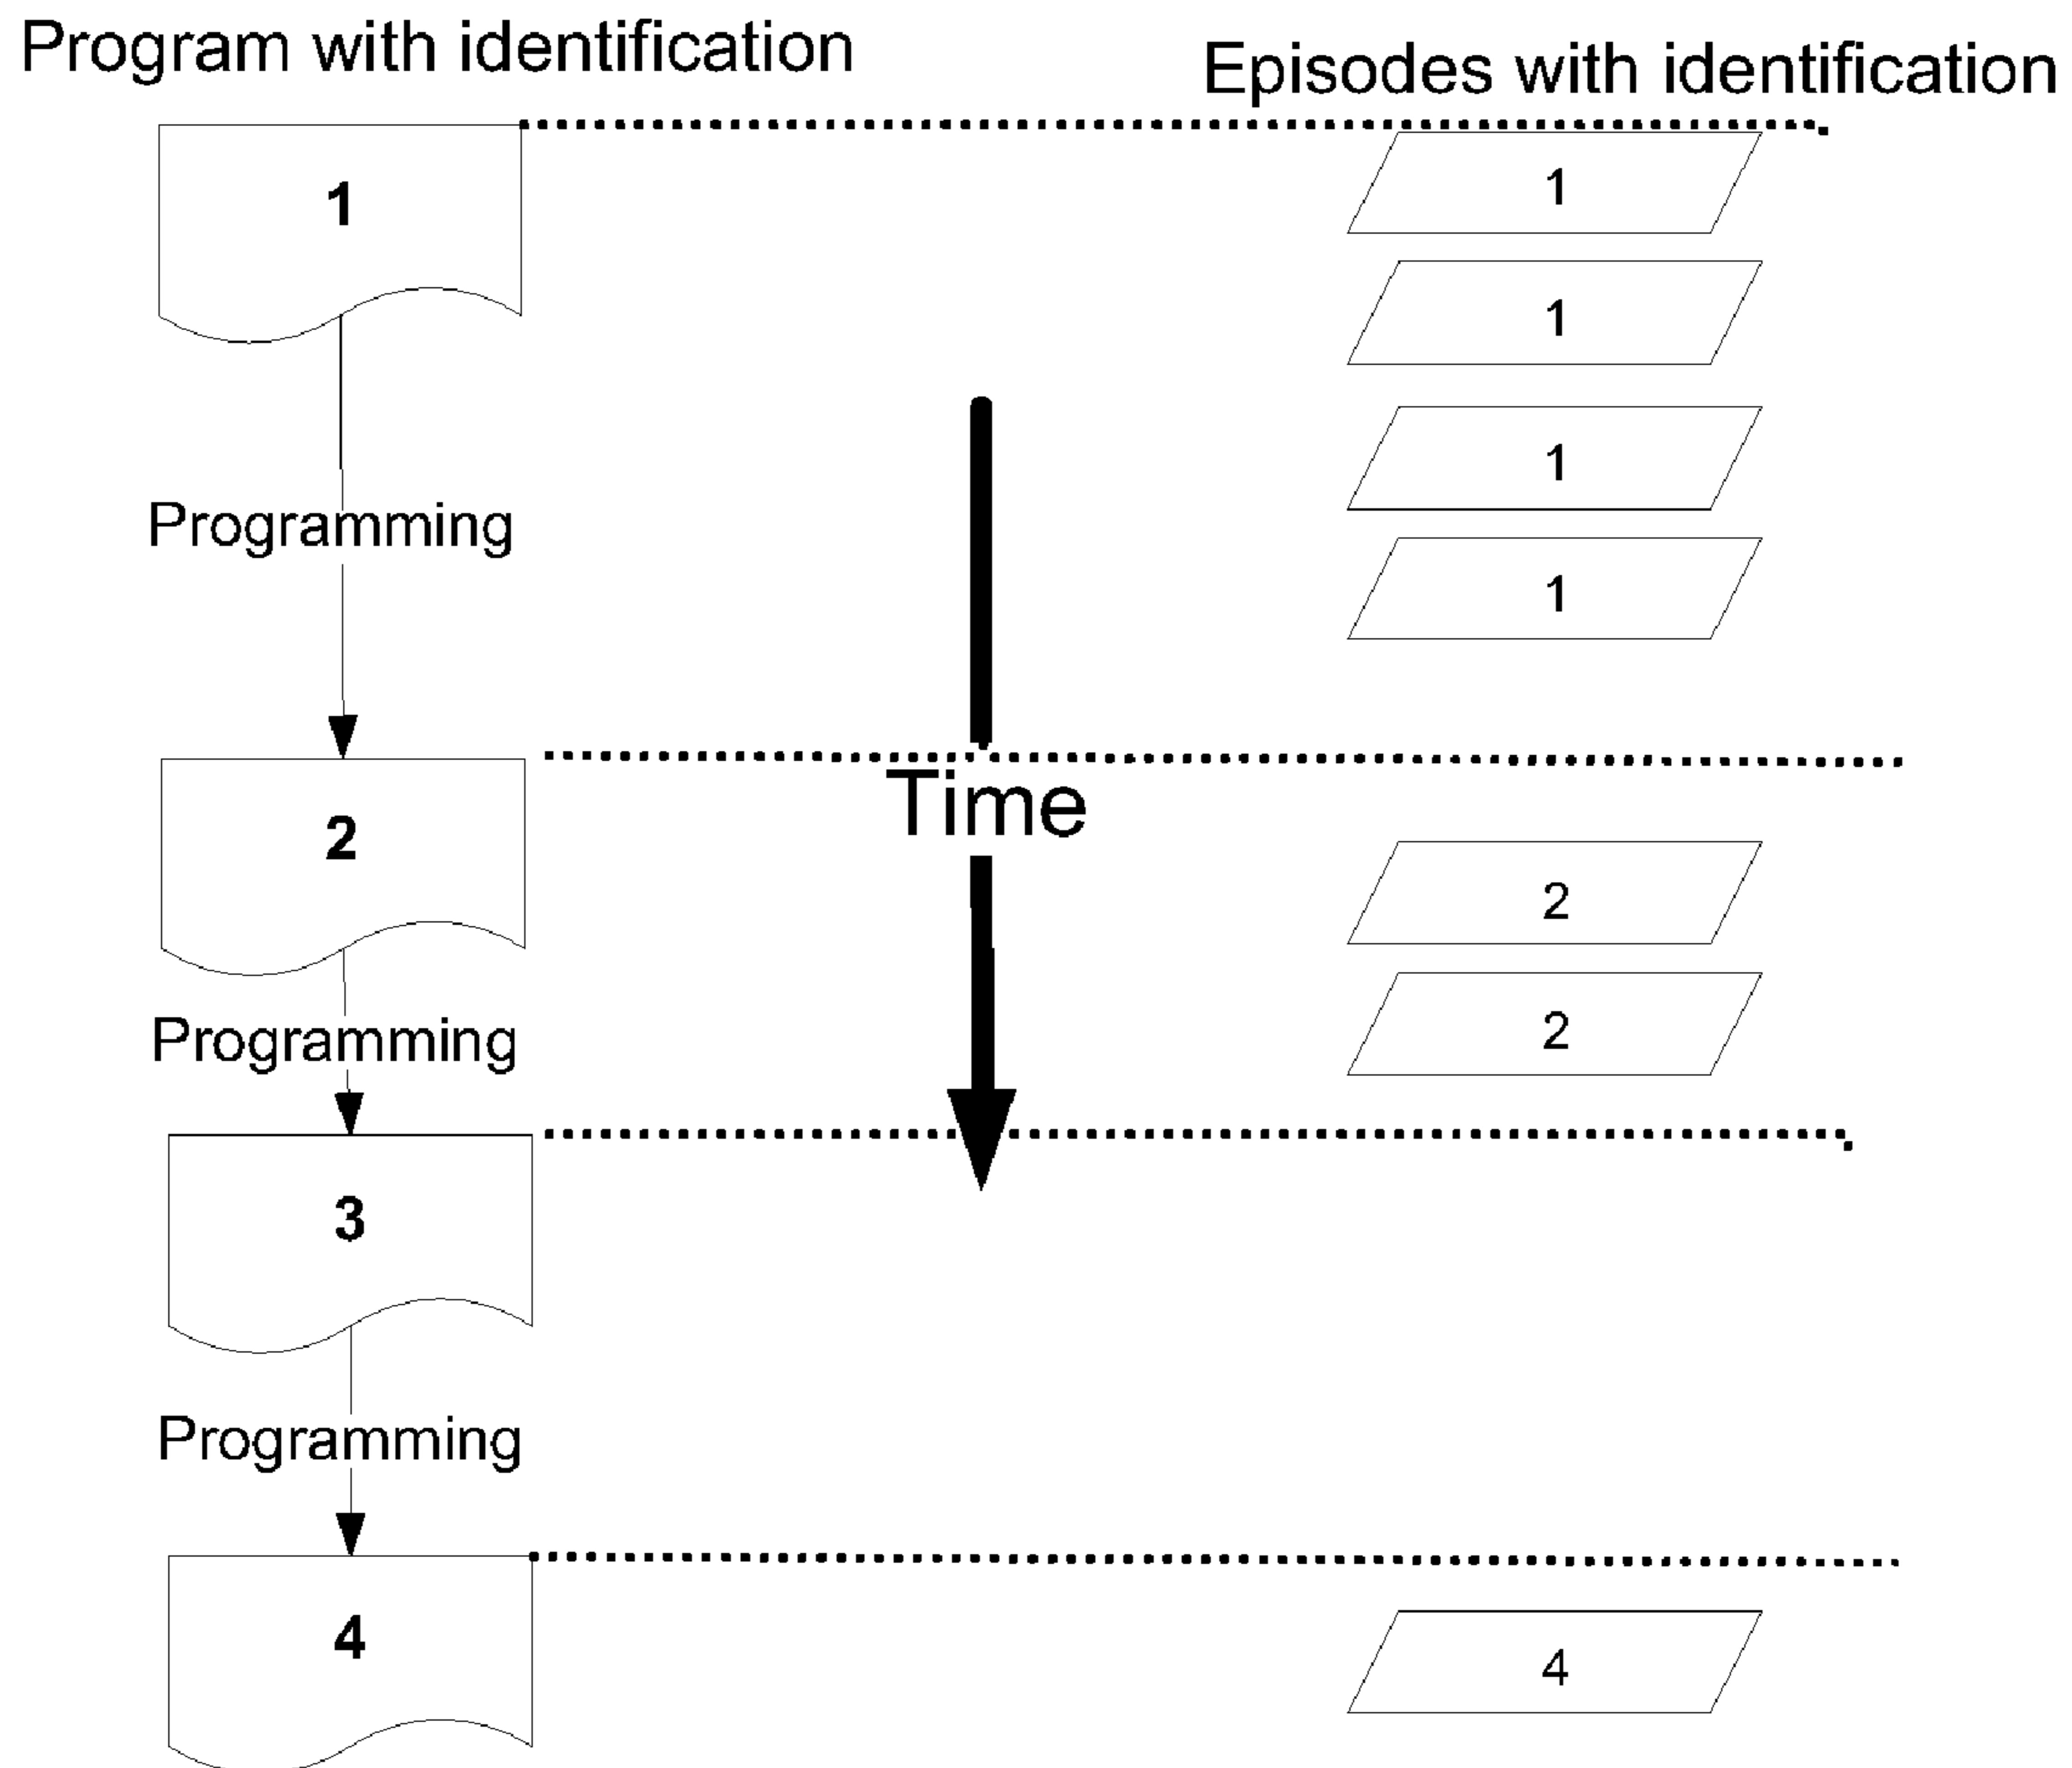 Program with identification
Episodes with identification
1
1
1
1
Programming
1
2
Time
2
2
Programming
3
Programming
4
4